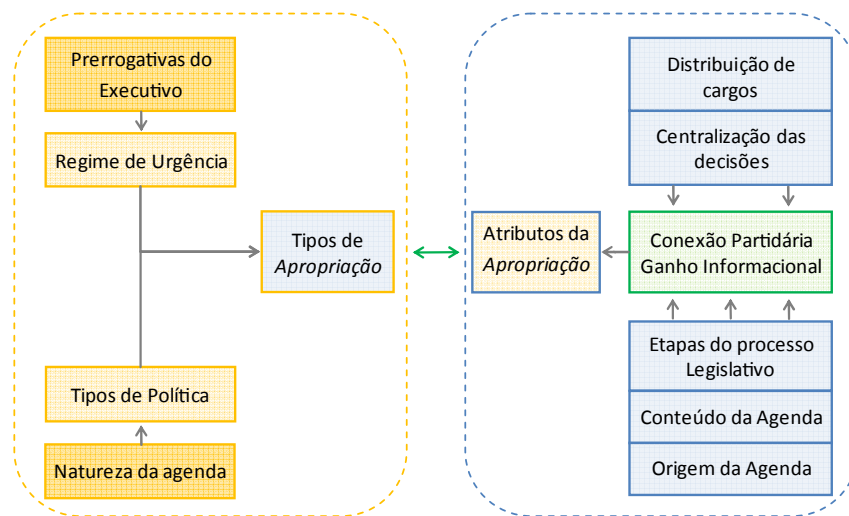 Prerrogativas do
Executivo
Regime de Urgência
Tipos de
Apropriação
Tipos de Política
Natureza da agenda
Distribuição de
cargos
Centralização das
decisões
Atributos da
Apropriação
Conexão Partidária
Ganho Informacional
Etapas do processo
Legislativo
Conteúdo da Agenda
Origem da Agenda